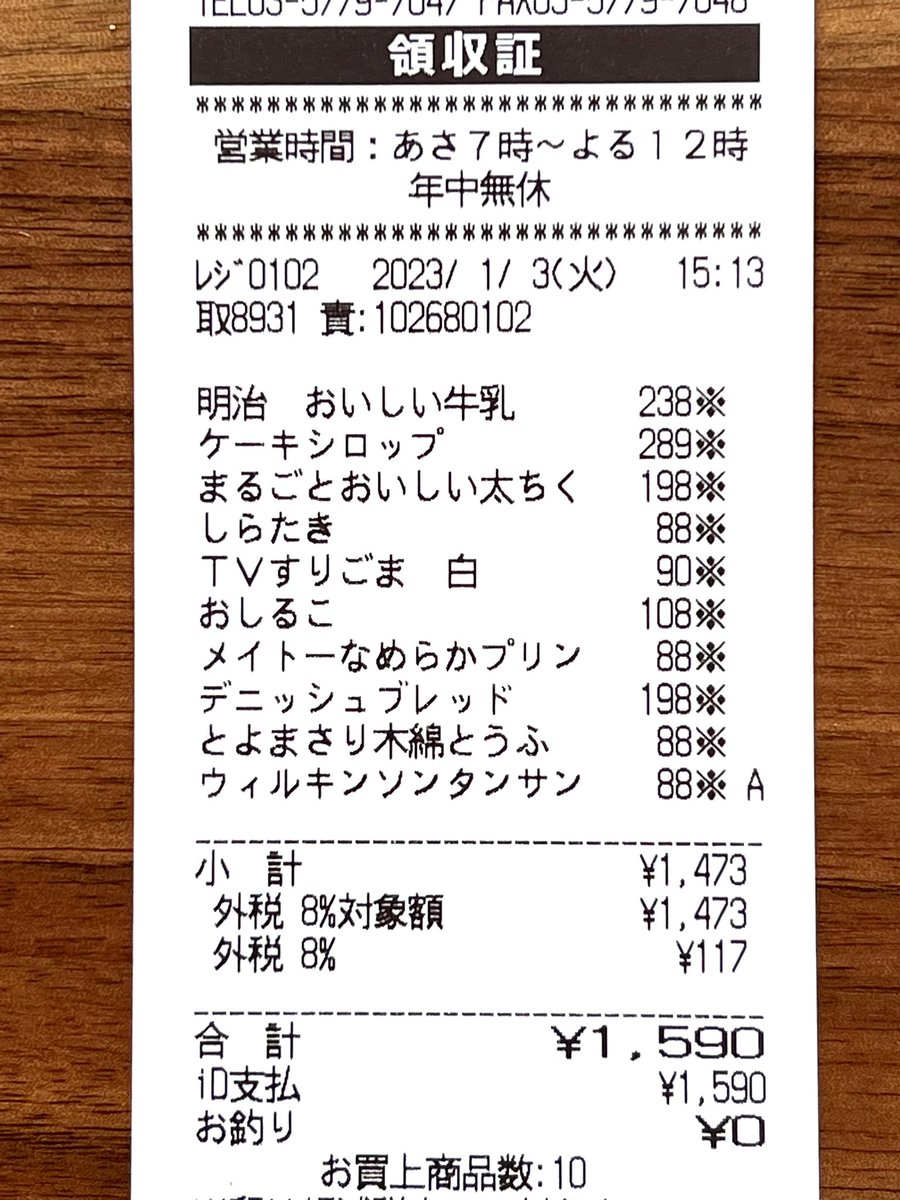 TEL03-5779-7047 FAX03-5779-7048
領収証
********************************
営業時間：あさ７時～よる１２時
年中無休
********************************
ﾚｼﾞ0102 2023/ 1/ 3(火) 15:13
取8931 責:102680102
明治　おいしい牛乳 238※
ケーキシロップ 289※
まるごとおいしい太ちく 198※
しらたき 88※
ＴＶすりごま　白 90※
おしるこ 108※
メイトーなめらかプリン 88※
デニッシュブレッド 198※
とよまさり木綿とうふ 88※
ウィルキンソンタンサン 88※ A
小　計 ¥1,473
外税 8%対象額 ¥1,473
外税 8% ¥117
合　計 ¥1,590
iD支払 ¥1,590
お釣り ¥0
お買上商品数:10